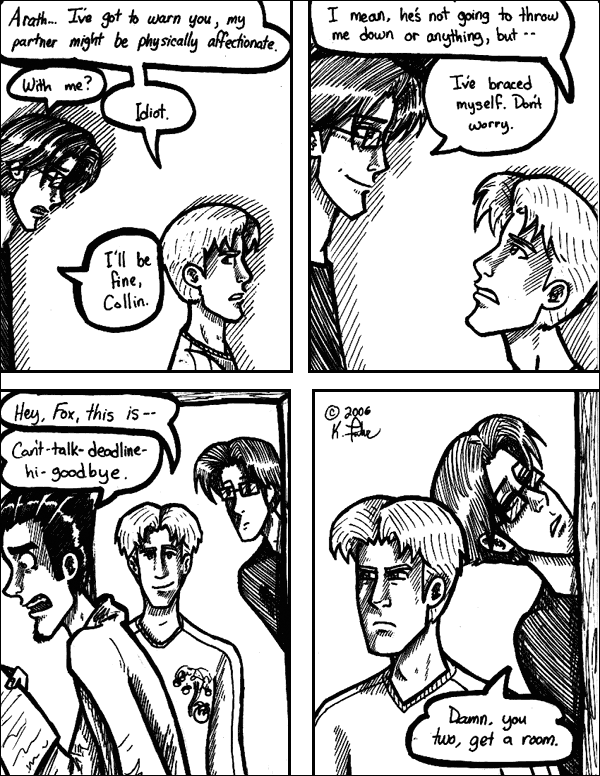 Arath... I've got to warn you, my
partner might be physically affectionate.
With me?
Idiot.
I'll be
fine,
Collin.
I mean, he's not going to throw
me down or anything, but --
I've braced
myself. Don't
worry.
Hey, Fox, this is --
Can't-talk-deadline-
hi-goodbye.
© 2006
K.
Damn, you
two, get a room.